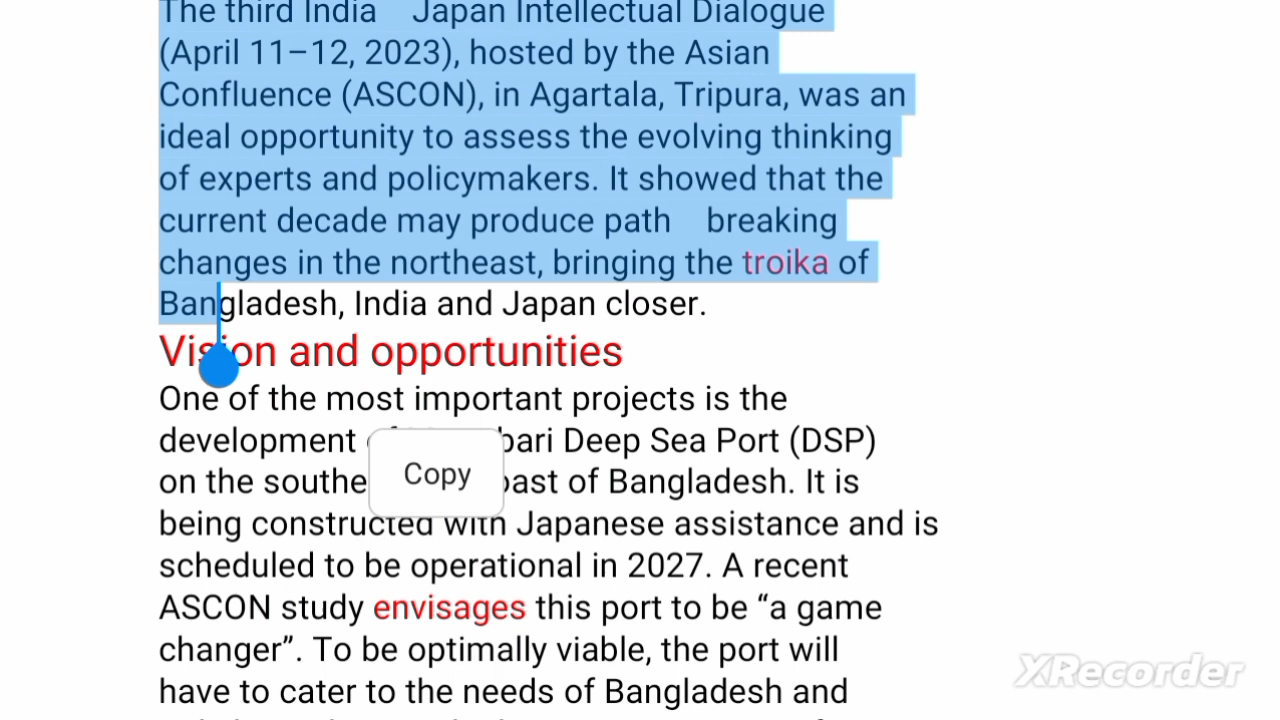 The third India Japan Intellectual Dialogue
(April 11–12, 2023), hosted by the Asian
Confluence (ASCON), in Agartala, Tripura, was an
ideal opportunity to assess the evolving thinking
of experts and policymakers. It showed that the
current decade may produce path breaking
changes in the northeast, bringing the troika of
Bangladesh, India and Japan closer.
Vision and opportunities
One of the most important projects is the
development bari Deep Sea Port (DSP)
on the southe oast of Bangladesh. It is
Copy
being constructed with Japanese assistance and is
scheduled to be operational in 2027. A recent
ASCON study envisages this port to be “a game
changer”. To be optimally viable, the port will
have to cater to the needs of Bangladesh and
XRecorder